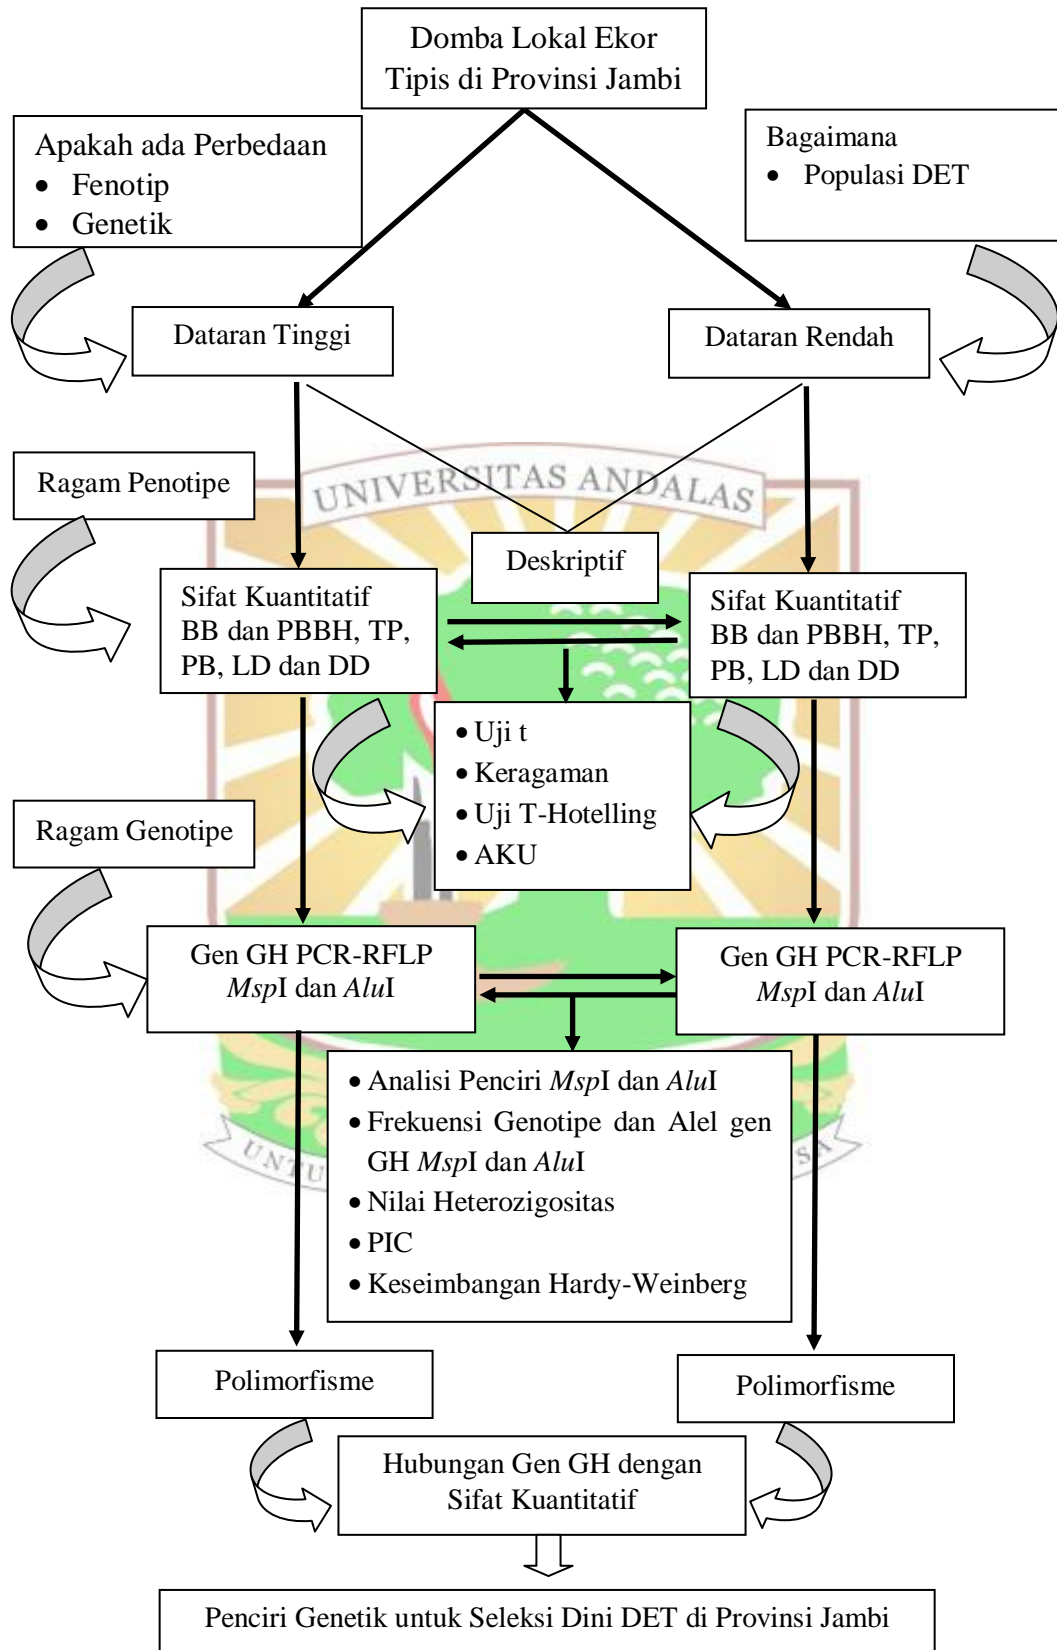 Domba Lokal Ekor
Tipis di Provinsi Jambi
Apakah ada Perbedaan
• Fenotip
• Genetik
Bagaimana
• Populasi DET
Dataran Tinggi
Dataran Rendah
UNIVERSITAS ANDALAS
Ragam Penotipe
Deskriptif
Sifat Kuantitatif
BB dan PBBH, TP,
PB, LD dan DD
Sifat Kuantitatif
BB dan PBBH, TP,
PB, LD dan DD
• Uji t
• Keragaman
• Uji T-Hotelling
• AKU
Ragam Genotipe
Gen GH PCR-RFLP
MspI dan AluI
Gen GH PCR-RFLP
MspI dan AluI
• Analisi Penciri MspI dan AluI
• Frekuensi Genotipe dan Alel gen
GH MspI dan AluI
• Nilai Heterozigositas
• PIC
• Keseimbangan Hardy-Weinberg
UNTU
SA
Polimorfisme
Polimorfisme
Hubungan Gen GH dengan
Sifat Kuantitatif
Penciri Genetik untuk Seleksi Dini DET di Provinsi Jambi